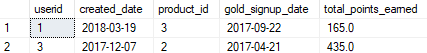 userid created_date product_id gold_signup_date total_points_earned
1 1 2018-03-19 3 2017-09-22 165.0
2 3 2017-12-07 2 2017-04-21 435.0